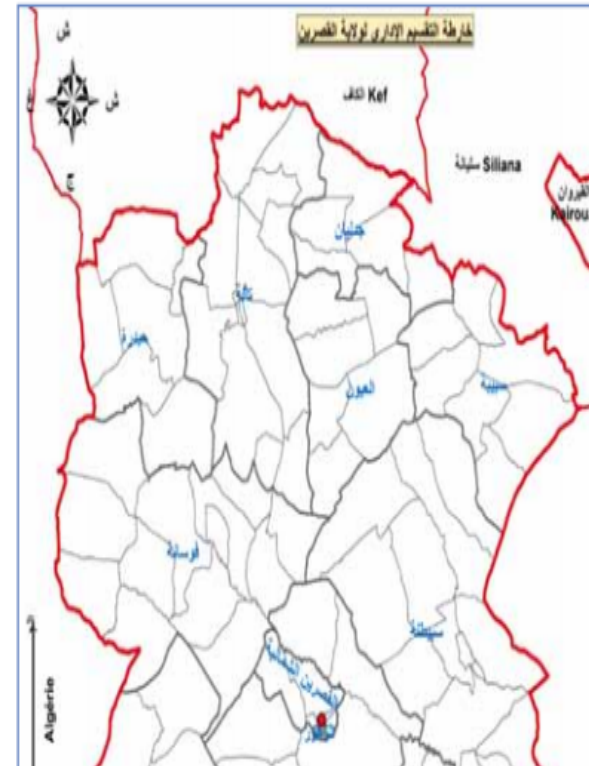 خارطة التقسيم الإداري لولاية القصرين
ش
غ
ش
ج
الكاف Kef
سليانة Siliana
القيروان
Kairou
جدليان
تالة
حيدرة
العيون
سبيبة
فوسانة
سبيطلة
القصرين الشمالية
الزهور
Algérie